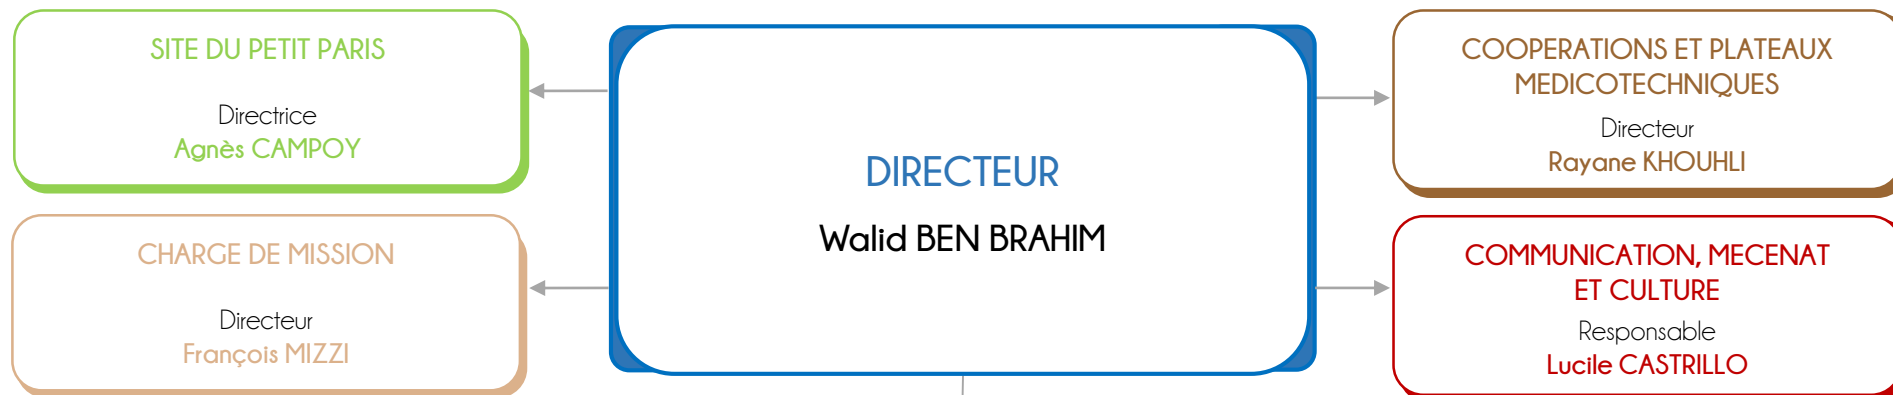 SITE DU PETIT PARIS
Directrice
Agnès CAMPOY
CHARGE DE MISSION
Directeur
François MIZZI
DIRECTEUR
Walid BEN BRAHIM
COOPERATIONS ET PLATEAUX
MEDICOTECHNIQUES
Directeur
Rayane KHOUHLI
COMMUNICATION, MECENAT
ET CULTURE
Responsable
Lucile CASTRILLO